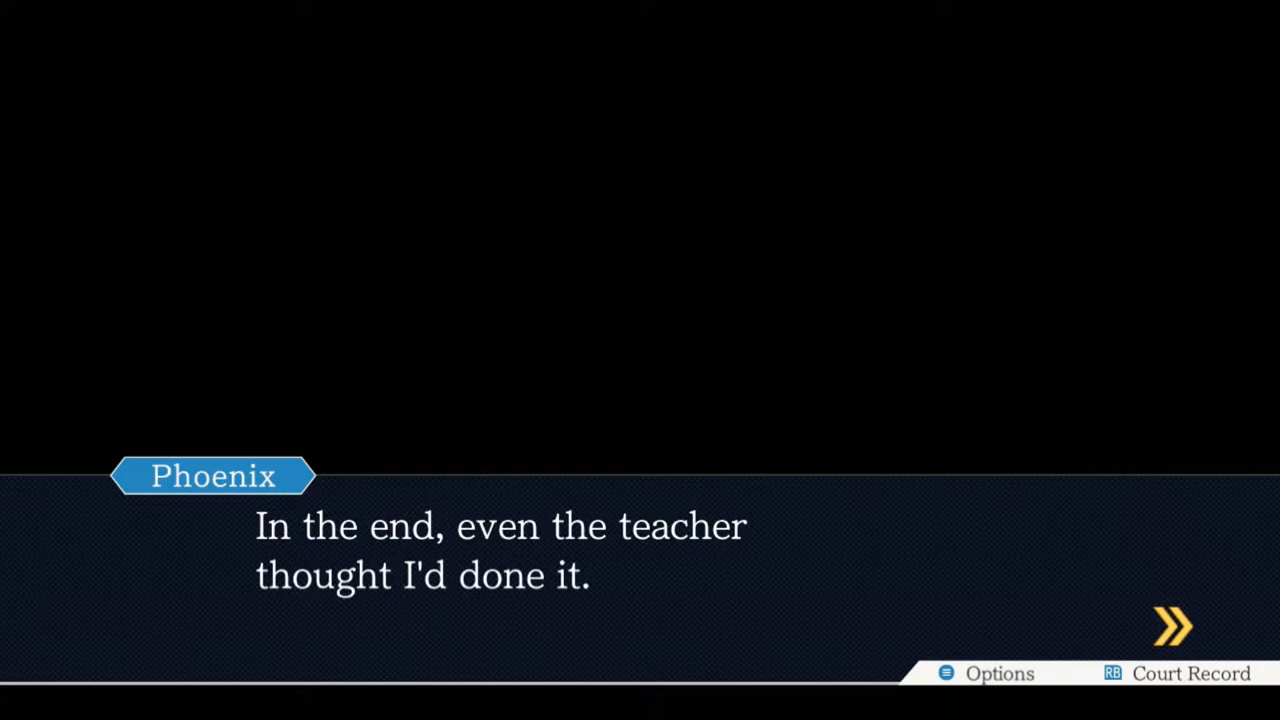 Phoenix
In the end, even the teacher
thought I'd done it.
Options
RB Court Record